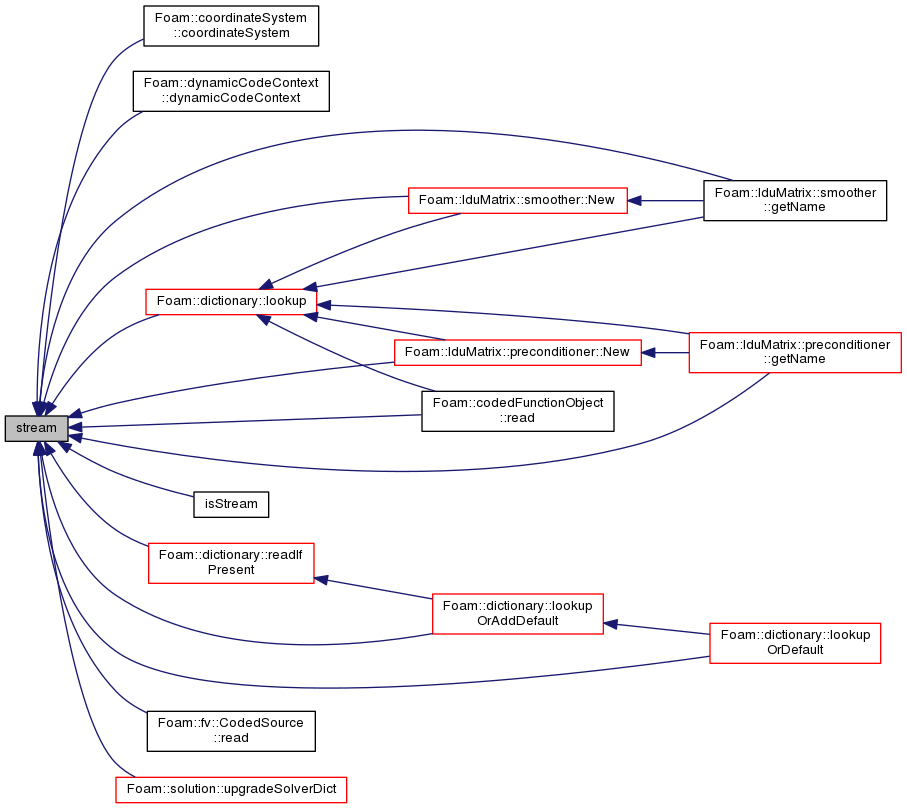 Foam::coordinateSystem
::coordinateSystem
Foam::dynamicCodeContext
::dynamicCodeContext
Foam::lduMatrix::smoother
::getName
Foam::lduMatrix::smoother::New
Foam::dictionary::lookup
Foam::lduMatrix::preconditioner
::getName
Foam::lduMatrix::preconditioner::New
Foam::codedFunctionObject
::read
stream
isStream
Foam::dictionary::readIf
Present
Foam::dictionary::lookup
OrAddDefault
Foam::dictionary::lookup
OrDefault
Foam::fv::CodedSource
::read
Foam::solution::upgradeSolverDict